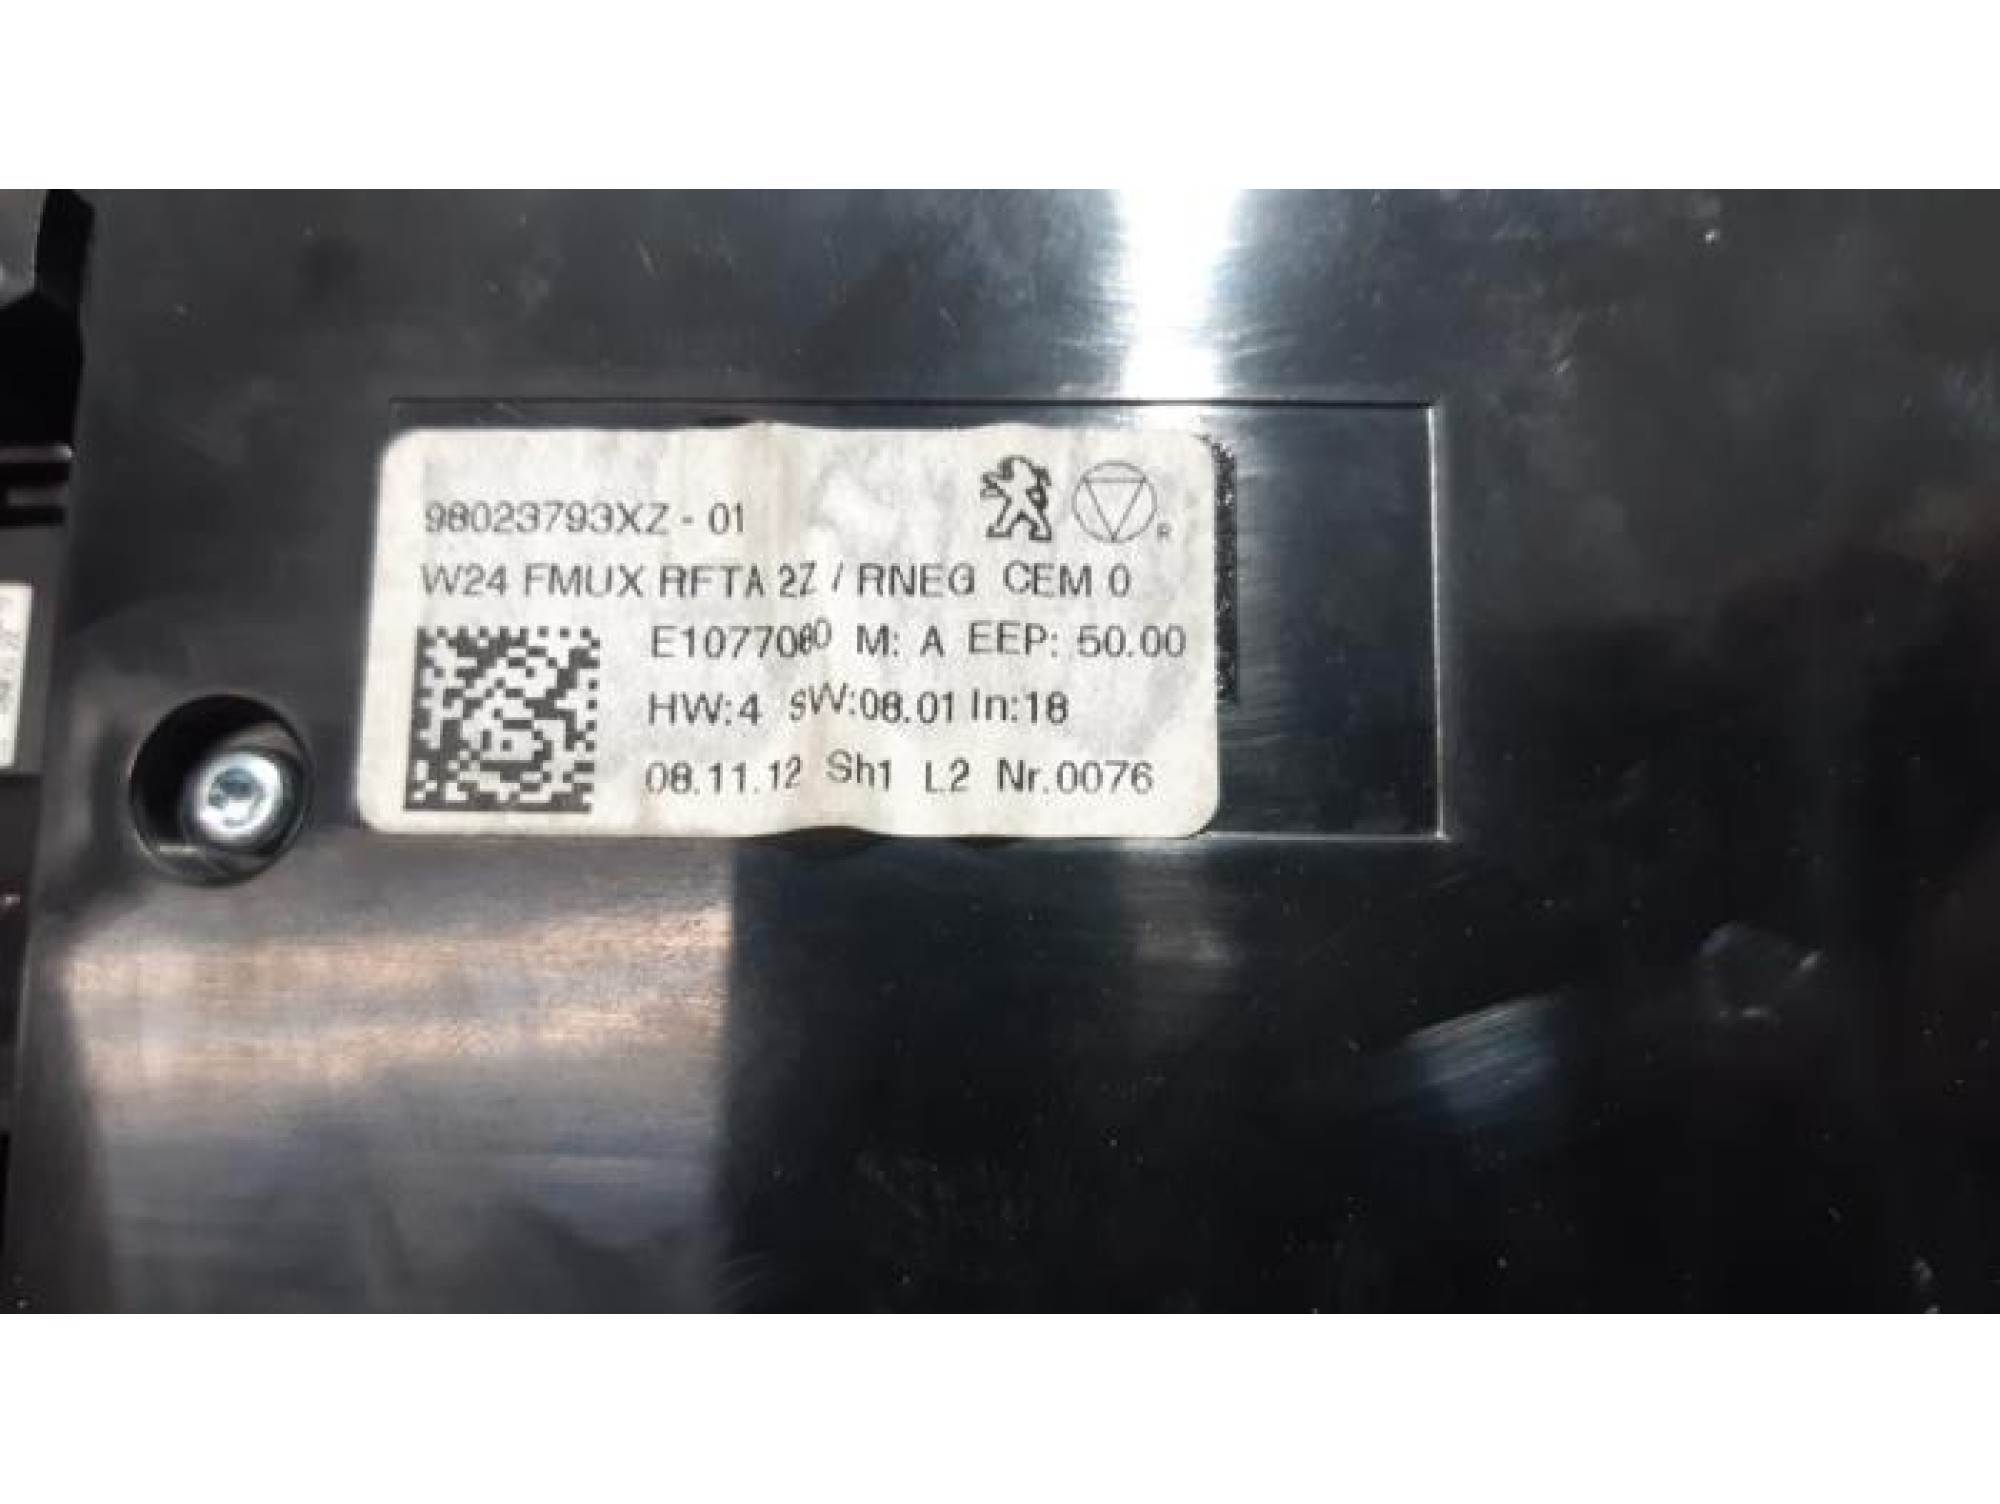 98023793XZ - 01
W24 FMUX RFTA 2Z / RNEG CEM 0
R
E1077080 M: A EEP: 50.00
HW:4 SW:08.01 In:18
08.11.12 Sh1 L2 Nr.0076